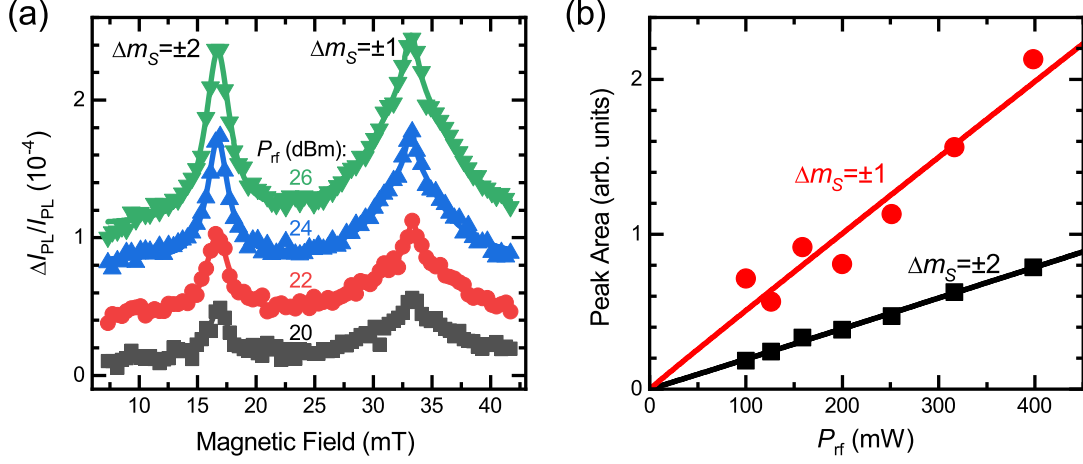 (a)
Δm_S=±2
Δm_S=±1
P_rf (dBm):
26
24
22
20
2
1
0
ΔI_PL/I_PL (10^-4)
10 15 20 25 30 35 40
Magnetic Field (mT)
(b)
2
1
0
Peak Area (arb. units)
Δm_S=±1
Δm_S=±2
0 100 200 300 400
P_rf (mW)